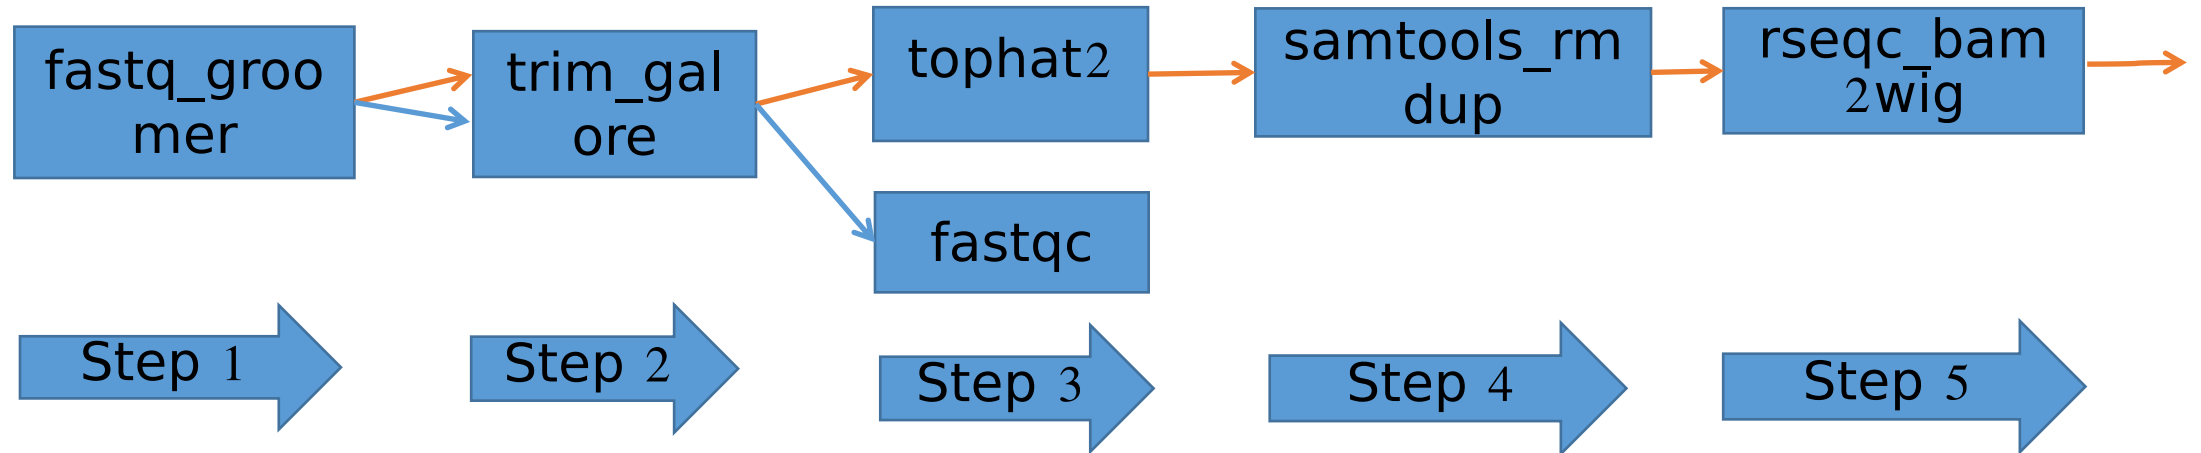 fastq_groo
mer
trim_gal
ore
tophat2
samtools_rm
dup
rseqc_bam
2wig
fastqc
Step 1
Step 2
Step 3
Step 4
Step 5